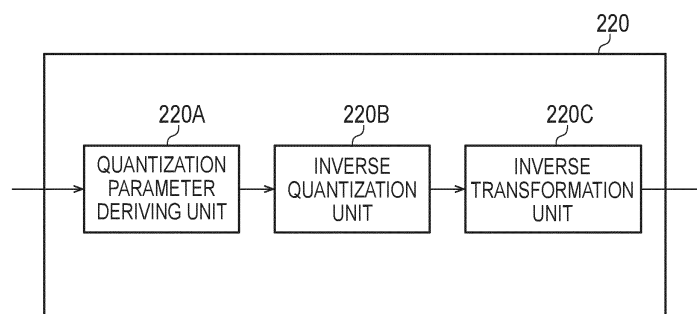 220
220A
220B
220C
QUANTIZATION
PARAMETER
DERIVING UNIT
INVERSE
QUANTIZATION
UNIT
INVERSE
TRANSFORMATION
UNIT